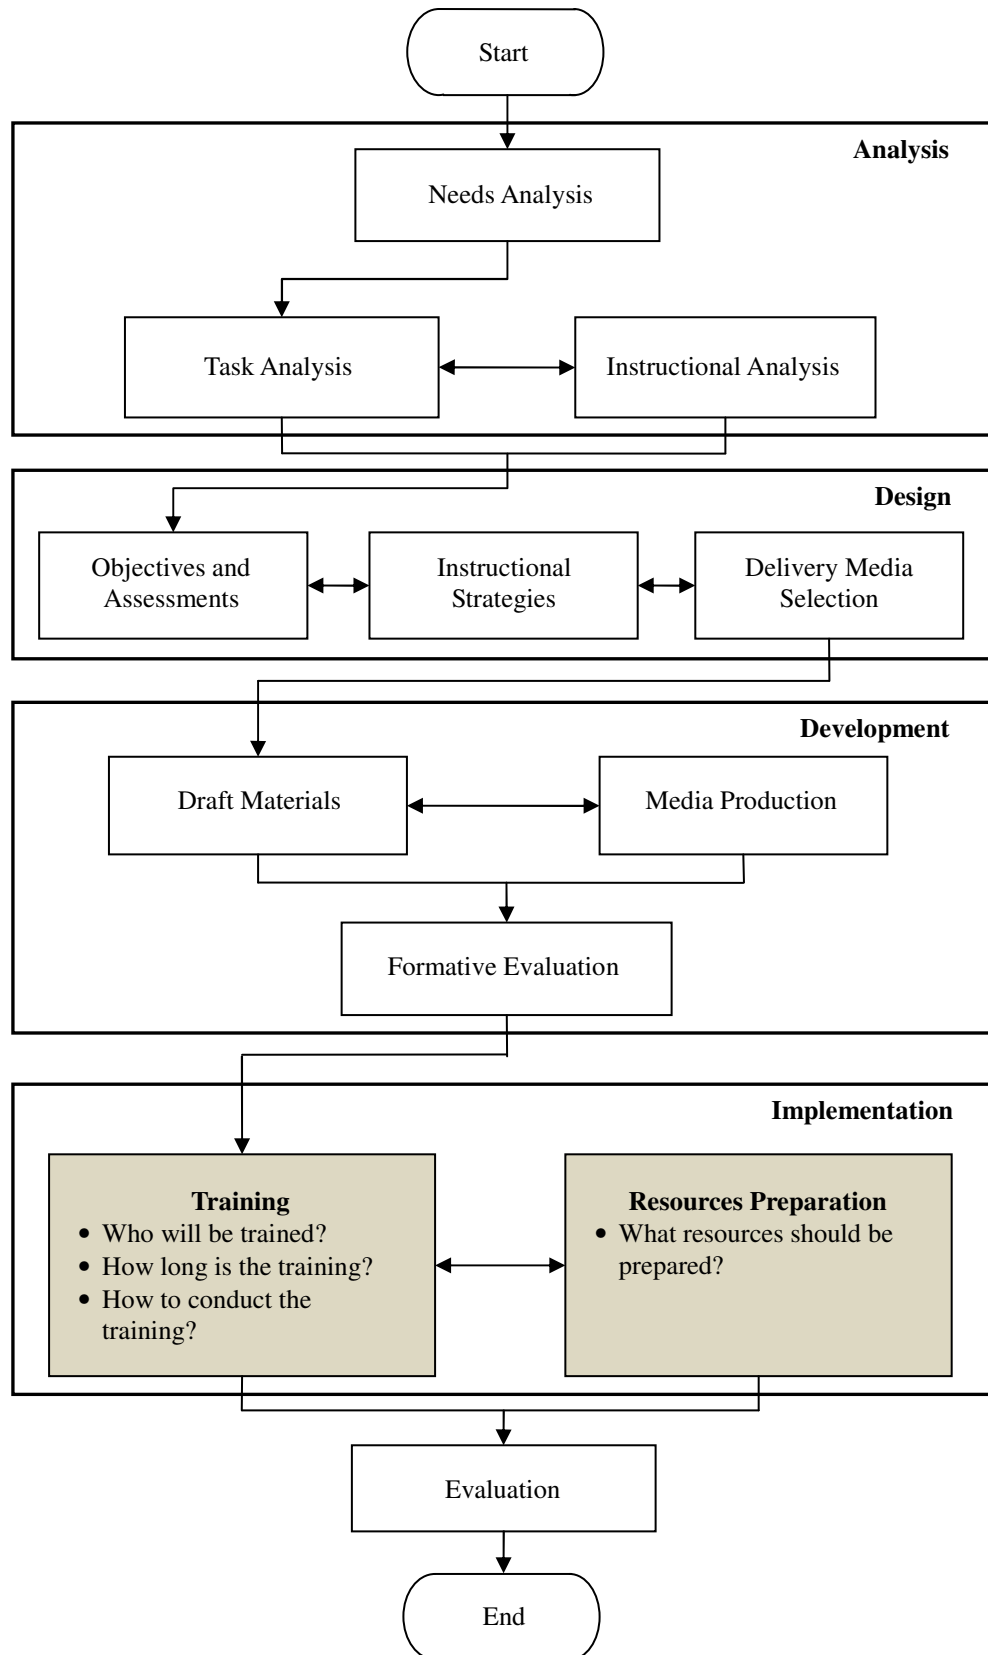 Start
Analysis
Needs Analysis
Task Analysis
Instructional Analysis
Design
Objectives and
Assessments
Instructional
Strategies
Delivery Media
Selection
Development
Draft Materials
Media Production
Formative Evaluation
Implementation
Training
• Who will be trained?
• How long is the training?
• How to conduct the
training?
Resources Preparation
• What resources should be
prepared?
Evaluation
End